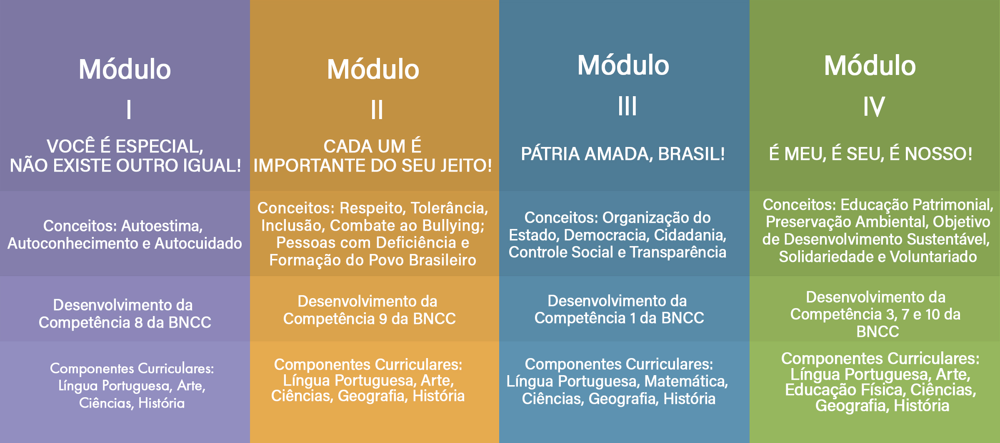 Módulo
I
VOCÊ É ESPECIAL,
NÃO EXISTE OUTRO IGUAL!
Conceitos: Autoestima,
Autoconhecimento e Autocuidado
Desenvolvimento da
Competência 8 da BNCC
Componentes Curriculares:
Língua Portuguesa, Arte,
Ciências, História
Módulo
II
CADA UM É
IMPORTANTE DO SEU JEITO!
Conceitos: Respeito, Tolerância,
Inclusão, Combate ao Bullying;
Pessoas com Deficiência e
Formação do Povo Brasileiro
Desenvolvimento da
Competência 9 da BNCC
Componentes Curriculares:
Língua Portuguesa, Arte,
Ciências, Geografia, História
Módulo
III
PÁTRIA AMADA, BRASIL!
Conceitos: Organização do
Estado, Democracia, Cidadania,
Controle Social e Transparência
Desenvolvimento da
Competência 1 da BNCC
Componentes Curriculares:
Língua Portuguesa, Matemática,
Ciências, Geografia, História
Módulo
IV
É MEU, É SEU, É NOSSO!
Conceitos: Educação Patrimonial,
Preservação Ambiental, Objetivo
de Desenvolvimento Sustentável,
Solidariedade e Voluntariado
Desenvolvimento da
Competência 3, 7 e 10 da
BNCC
Componentes Curriculares:
Língua Portuguesa, Arte,
Educação Física, Ciências,
Geografia, História